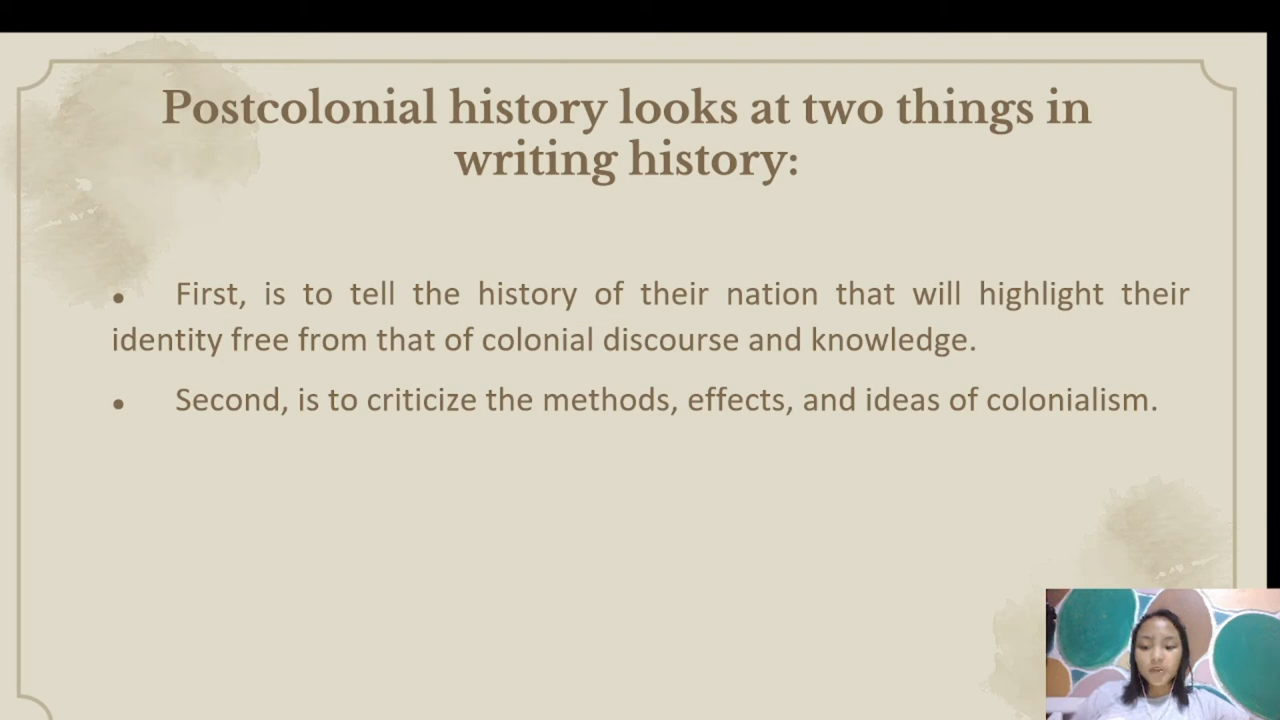 Postcolonial history looks at two things in
writing history:
• First, is to tell the history of their nation that will highlight their
identity free from that of colonial discourse and knowledge.
• Second, is to criticize the methods, effects, and ideas of colonialism.